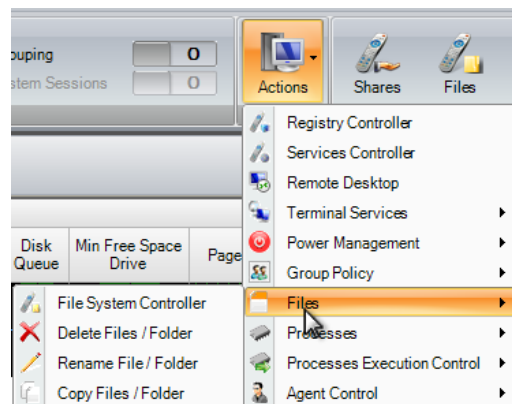 ouping
O
stem Sessions
O
Actions
Shares
Files
Registry Controller
Services Controller
Remote Desktop
Terminal Services
Power Management
Group Policy
Files
Processes
Processes Execution Control
Agent Control
Disk
Queue
Min Free Space
Drive
Page
File System Controller
Delete Files / Folder
Rename File / Folder
Copy Files / Folder